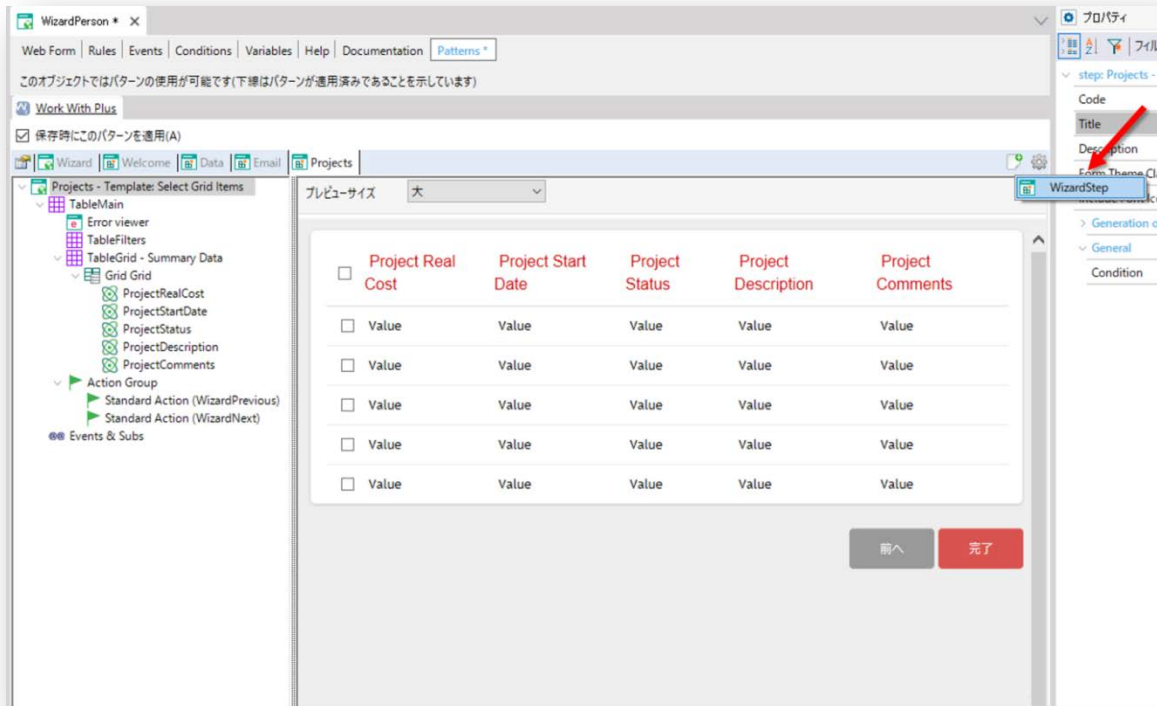 WizardPerson * X
プロパティ
Web Form Rules Events Conditions Variables Help Documentation Patterns *
このオブジェクトではパターンの使用が可能です(下線はパターンが適用済みであることを示しています)
step: Projects -
Work With Plus
Code
保存時にこのパターンを適用(A)
Title
Wizard Welcome Data Email Projects
Projects - Template: Select Grid Items
プレビューサイズ 大
WizardStep
TableMain
Error viewer
TableFilters
TableGrid - Summary Data
Grid Grid
ProjectRealCost
ProjectStartDate
ProjectStatus
ProjectDescription
ProjectComments
Action Group
Standard Action (WizardPrevious)
Standard Action (WizardNext)
Events & Subs
Project Real Project Start Project Project Project
Cost Date Status Description Comments
Value Value Value Value Value
Value Value Value Value Value
Value Value Value Value Value
Value Value Value Value Value
Value Value Value Value Value
前へ 完了
General
Condition